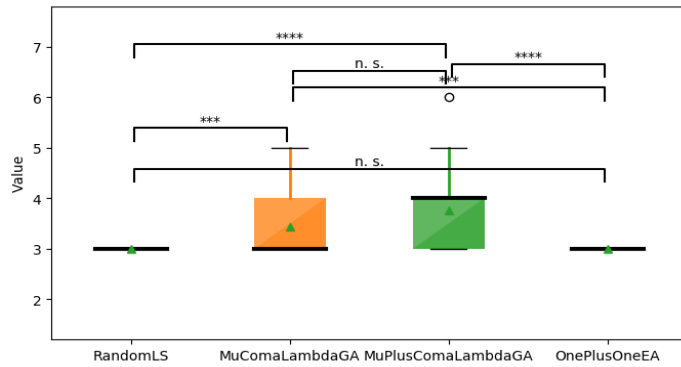 ****
7
n. s.
****
***
6
***
5
n. s.
4
3
2
Value
RandomLS
MuComaLambdaGA
MuPlusComaLambdaGA
OnePlusOneEA